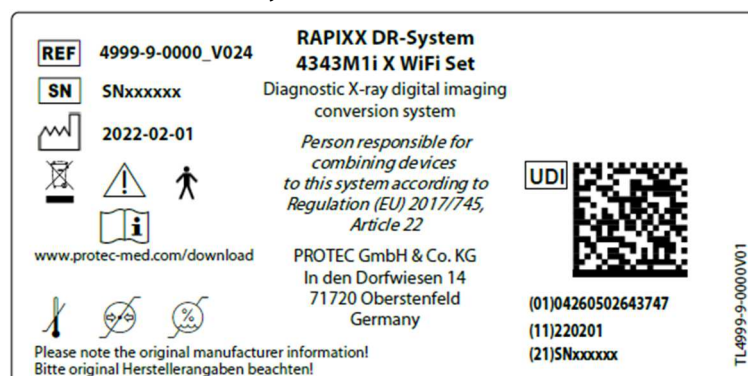 REF 4999-9-0000_V024
SN SNxxxxxx
2022-02-01
i
www.protec-med.com/download
%
Please note the original manufacturer information!
Bitte original Herstellerangaben beachten!
RAPIXX DR-System
4343M1i X WiFi Set
Diagnostic X-ray digital imaging
conversion system
Person responsible for
combining devices
to this system according to
Regulation (EU) 2017/745,
Article 22
PROTEC GmbH & Co. KG
In den Dorfwiesen 14
71720 Oberstenfeld
Germany
UDI
(01)04260502643747
(11)220201
(21)SNxxxxxx
TL4999-9-0000V01